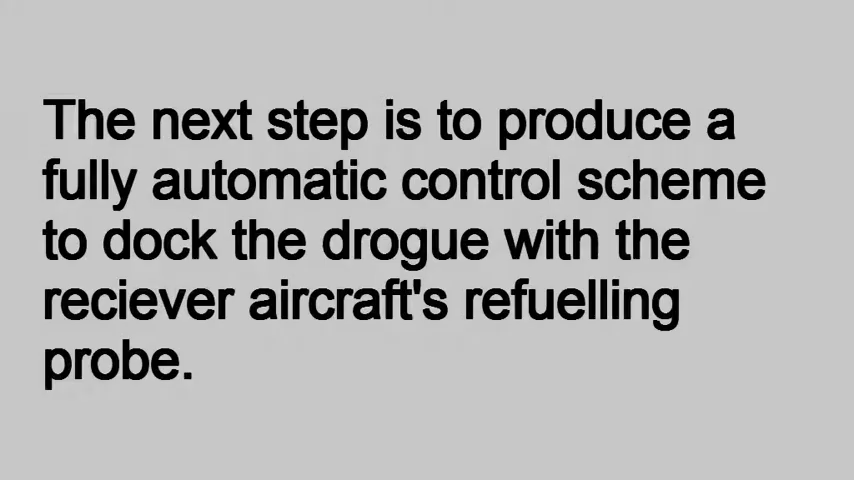 The next step is to produce a
fully automatic control scheme
to dock the drogue with the
reciever aircraft's refuelling
probe.